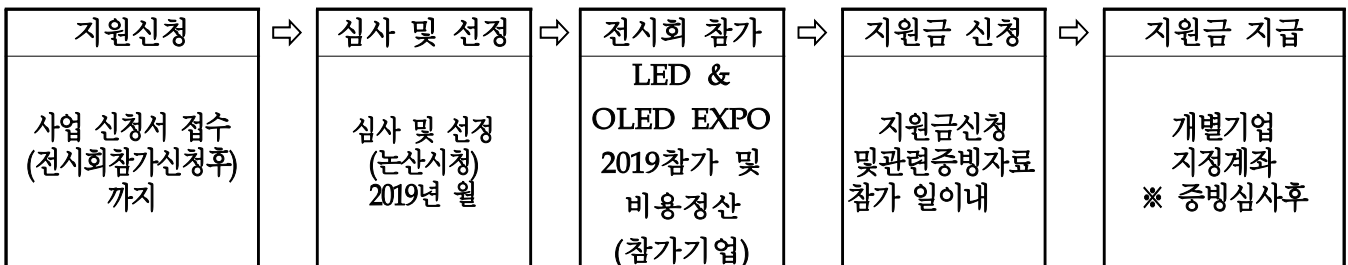 지원신청 ⇨ 심사 및 선정 ⇨ 전시회 참가 ⇨ 지원금 신청 ⇨ 지원금 지급
사업 신청서 접수
(전시회참가신청후)
까지
심사 및 선정
(논산시청)
2019년 월
LED &
OLED EXPO
2019참가 및
비용정산
(참가기업)
지원금신청
및관련증빙자료
참가 일이내
개별기업
지정계좌
※ 증빙심사후